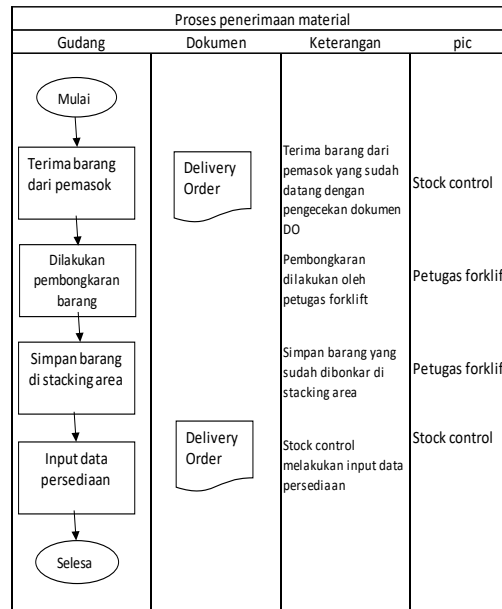 Proses penerimaan material
Gudang Dokumen Keterangan pic
Mulai
Terima barang
dari pemasok
Delivery
Order
Terima barang dari
pemasok yang sudah
datang dengan
pengecekan dokumen
DO
Stock control
Dilakukan
pembongkaran
barang
Pembongkaran
dilakukan oleh
petugas forklift
Petugas forklif
Simpan barang
di stacking area
Simpan barang yang
sudah dibonkar di
stacking area
Petugas forklif
Input data
persediaan
Delivery
Order
Stock control
melakukan input data
persediaan
Stock control
Selesa